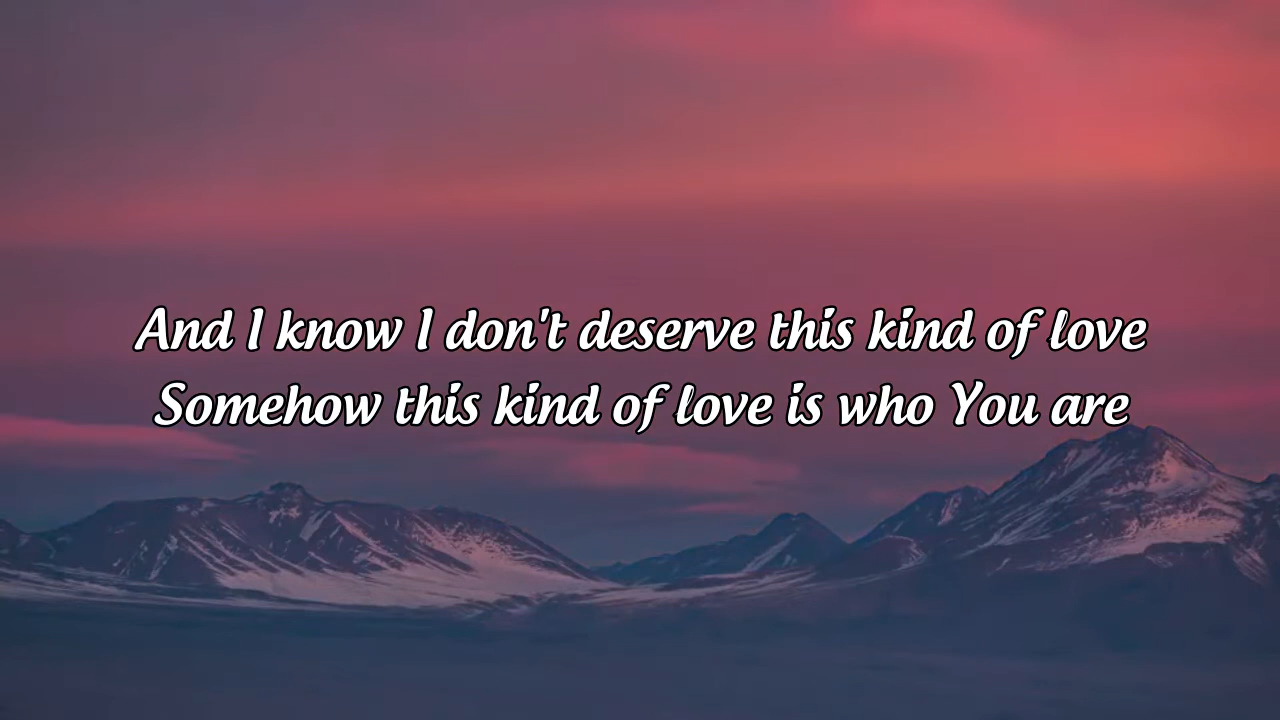 And I know I don't deserve this kind of love
Somehow this kind of love is who You are